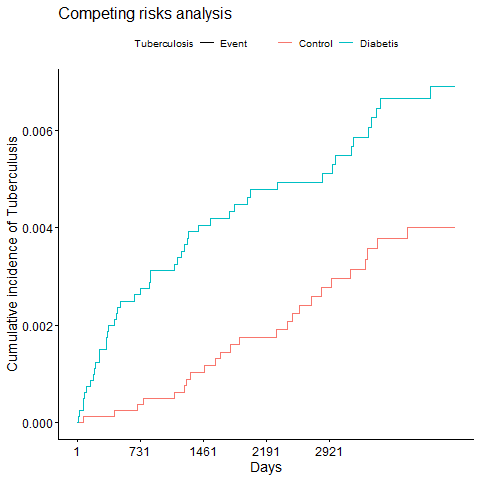 Competing risks analysis
Tuberculosis Event Control Diabetis
Cumulative incidence of Tuberculusis
0.006
0.004
0.002
0.000
1 731 1461 2191 2921
Days